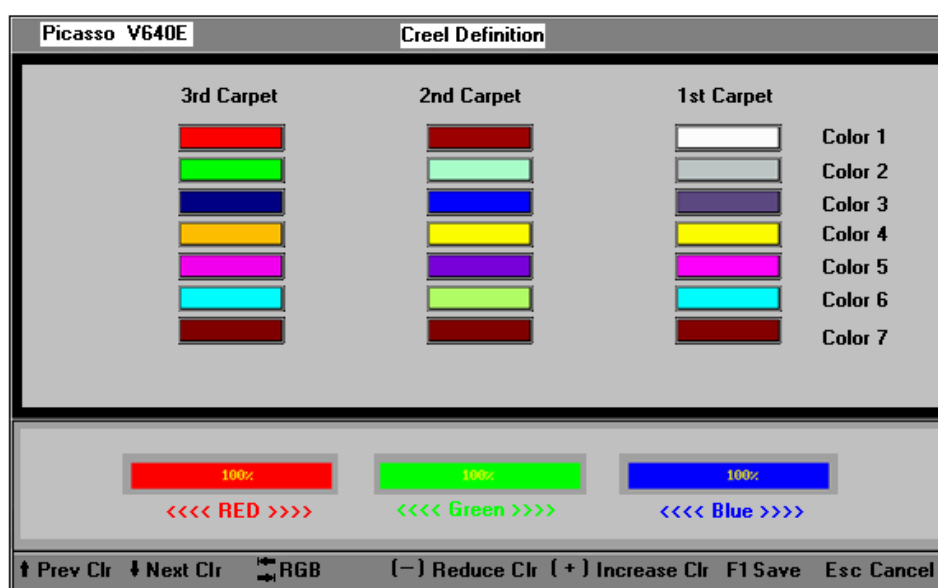 Picasso V640E Creel Definition
3rd Carpet 2nd Carpet 1st Carpet
Color 1
Color 2
Color 3
Color 4
Color 5
Color 6
Color 7
100% 100% 100%
<<<< RED >>>> <<<< Green >>>> <<<< Blue >>>>
Prev Clr Next Clr RGB (-) Reduce Clr (+) Increase Clr F1 Save Esc Cancel